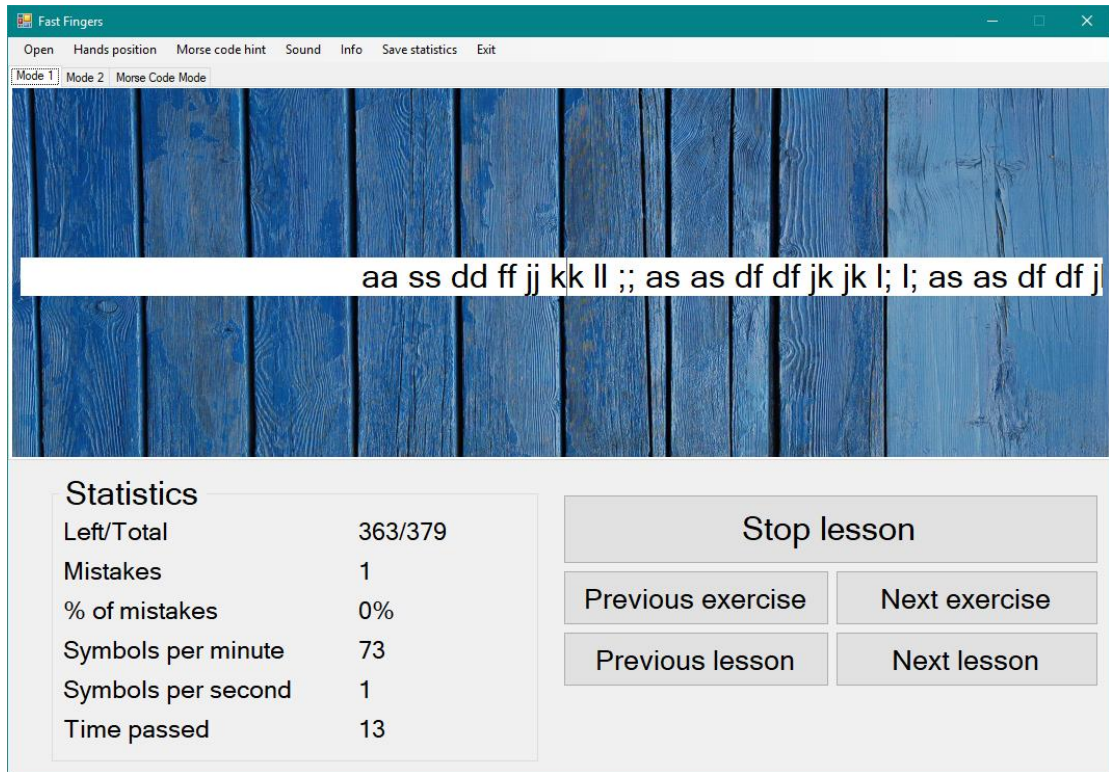 Fast Fingers
Open Hands position Morse code hint Sound Info Save statistics Exit
Mode 1 Mode 2 Morse Code Mode
aa ss dd ff jj kk ll ;; as as df df jk jk l; l; as as df df j
Statistics
Left/Total 363/379
Mistakes 1
% of mistakes 0%
Symbols per minute 73
Symbols per second 1
Time passed 13
Stop lesson
Previous exercise Next exercise
Previous lesson Next lesson